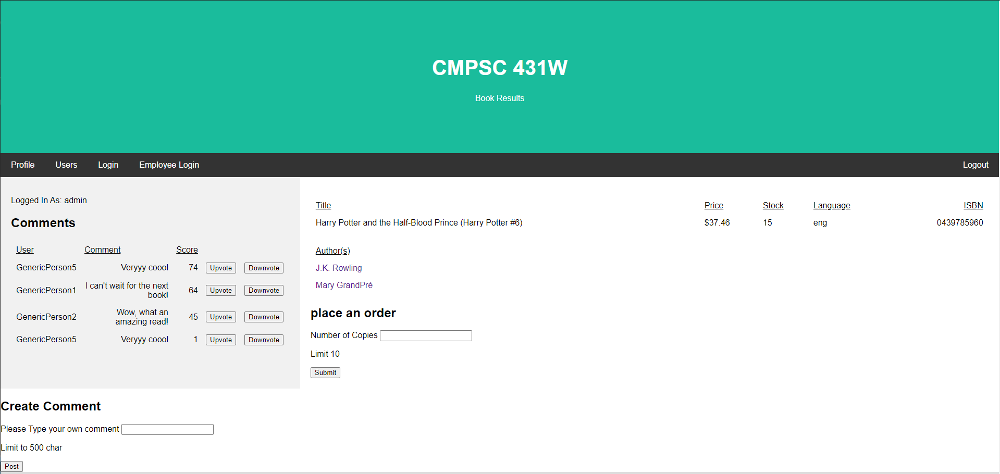 CMPSC 431W
Book Results
Profile Users Login Employee Login Logout
Logged In As: admin
Comments
User Comment Score
GenericPerson5 Veryyy coool 74 Upvote Downvote
GenericPerson1 I can't wait for the next book! 64 Upvote Downvote
GenericPerson2 Wow, what an amazing read! 45 Upvote Downvote
GenericPerson5 Veryyy coool 1 Upvote Downvote
Title Price Stock Language ISBN
Harry Potter and the Half-Blood Prince (Harry Potter #6) $37.46 15 eng 0439785960
Author(s)
J.K. Rowling
Mary GrandPré
place an order
Number of Copies
Limit 10
Submit
Create Comment
Please Type your own comment
Limit to 500 char
Post